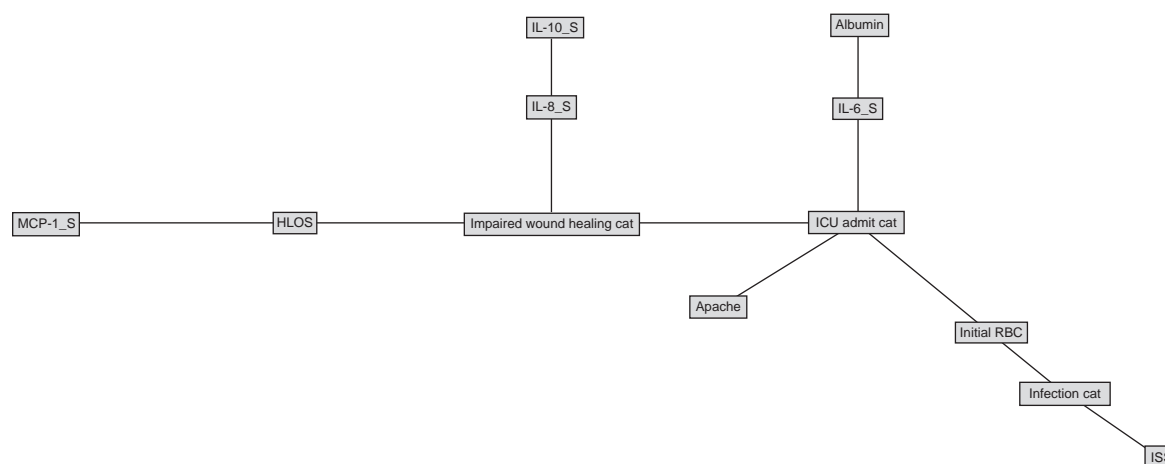 IL-10_S
Albumin
IL-8_S
IL-6_S
MCP-1_S
HLOS
Impaired wound healing cat
ICU admit cat
Apache
Initial RBC
Infection cat